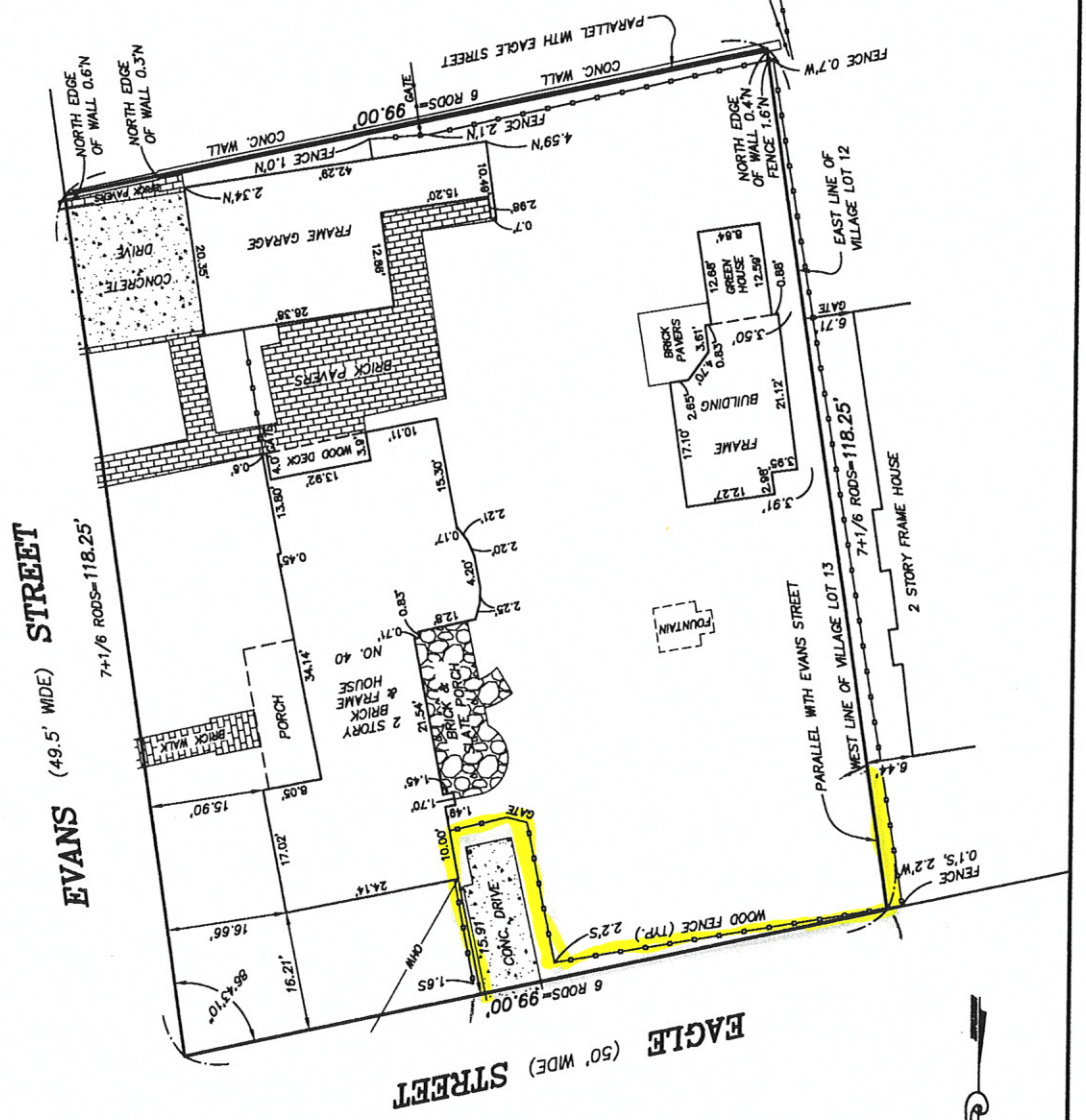 PARALLEL WITH EAGLE STREET
NORTH EDGE
OF WALL 0.6'N
NORTH EDGE
OF WALL 0.3'N
CONC. WALL
6 RODS=99.00'
CONC. WALL
GATE
FENCE 0.7'W
FENCE 1.0'N
FENCE 2.1'N
4.59'N
NORTH EDGE
OF WALL 0.4'N
FENCE 1.6'N
BRICK PAVERS
2.34'N
42.29'
10.49'
15.20'
2.98'
0.7'
CONCRETE
DRIVE
20.35'
FRAME GARAGE
12.86'
26.38'
EAST LINE OF
VILLAGE LOT 12
8.84'
12.68'
GREEN
HOUSE
12.59'
0.88'
GATE
6.71'
BRICK
PAVERS
3.61'
0.83'
3.50'
2.65'
17.10'
FRAME
BUILDING
21.12'
12.27'
2.98'
3.95'
3.91'
BRICK PAVERS
GATE
4.0'
0.8'
WOOD DECK
13.92'
3.9'
10.11'
15.30'
13.80'
0.45'
2.21'
0.17'
2.20'
4.20'
2.25'
12.8'
0.83'
0.71'
EVANS (49.5' WIDE) STREET
7+1/6 RODS=118.25'
7+1/6 RODS=118.25'
2 STORY FRAME HOUSE
FOUNTAIN
2 STORY
BRICK & FRAME
HOUSE
NO. 40
34.14'
21.54'
BRICK &
SLATE PORCH
PORCH
BRICK WALK
15.90'
8.05'
1.45'
1.70'
1.49'
GATE
10.00'
17.02'
24.14'
16.66'
16.21'
86°43'10"
OHW
1.6S
15.91'
CONC. DRIVE
2.2'S
WOOD FENCE (TYP.)
PARALLEL WITH EVANS STREET
WEST LINE OF VILLAGE LOT 13
6.44'
FENCE
0.1'S, 2.2'W
6 RODS=99.00'
EAGLE (50' WIDE) STREET